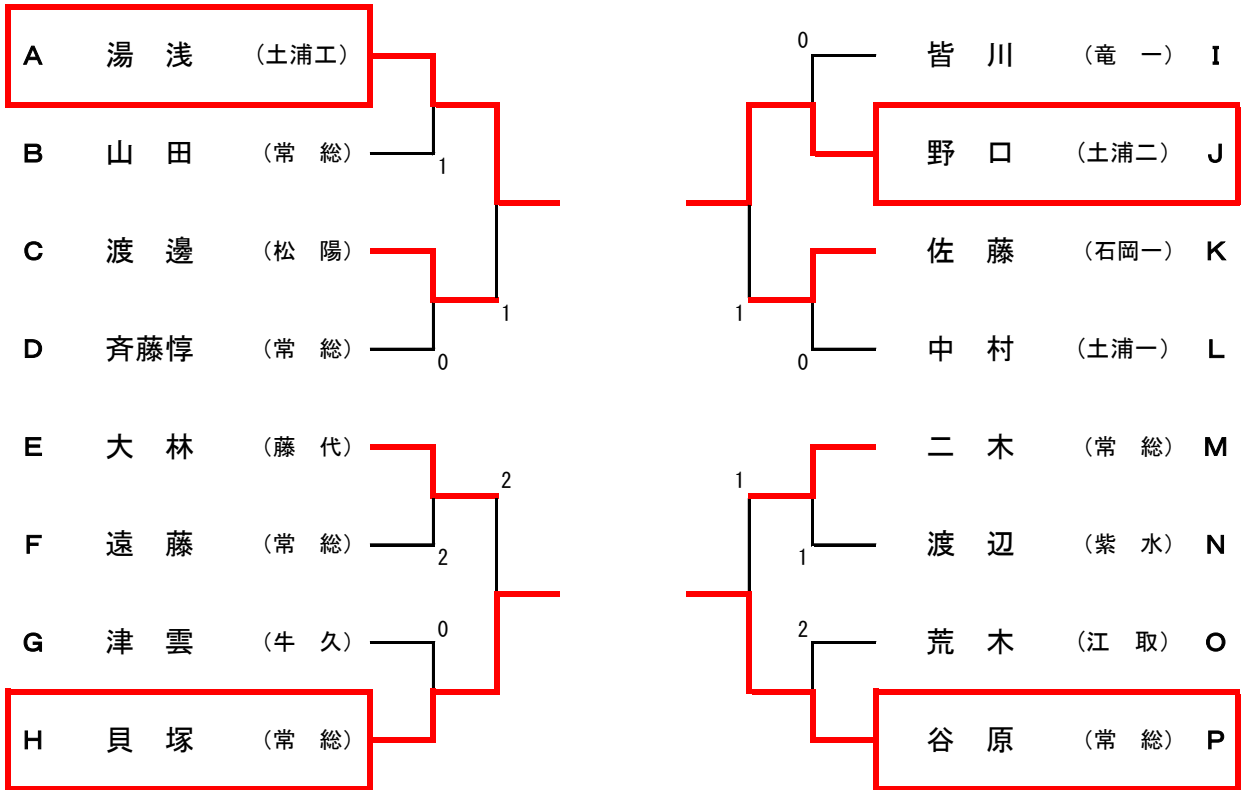 A 湯 浅 （土浦工）
B 山 田 （常 総） 1
C 渡 邊 （松 陽）
1
D 斉藤惇 （常 総） 0
E 大 林 （藤 代）
2
F 遠 藤 （常 総） 2
G 津 雲 （牛 久） 0
H 貝 塚 （常 総）
0 皆 川 （竜 一） I
野 口 （土浦二） J
佐 藤 （石岡一） K
1
0 中 村 （土浦一） L
二 木 （常 総） M
1
1 渡 辺 （紫 水） N
2 荒 木 （江 取） O
谷 原 （常 総） P